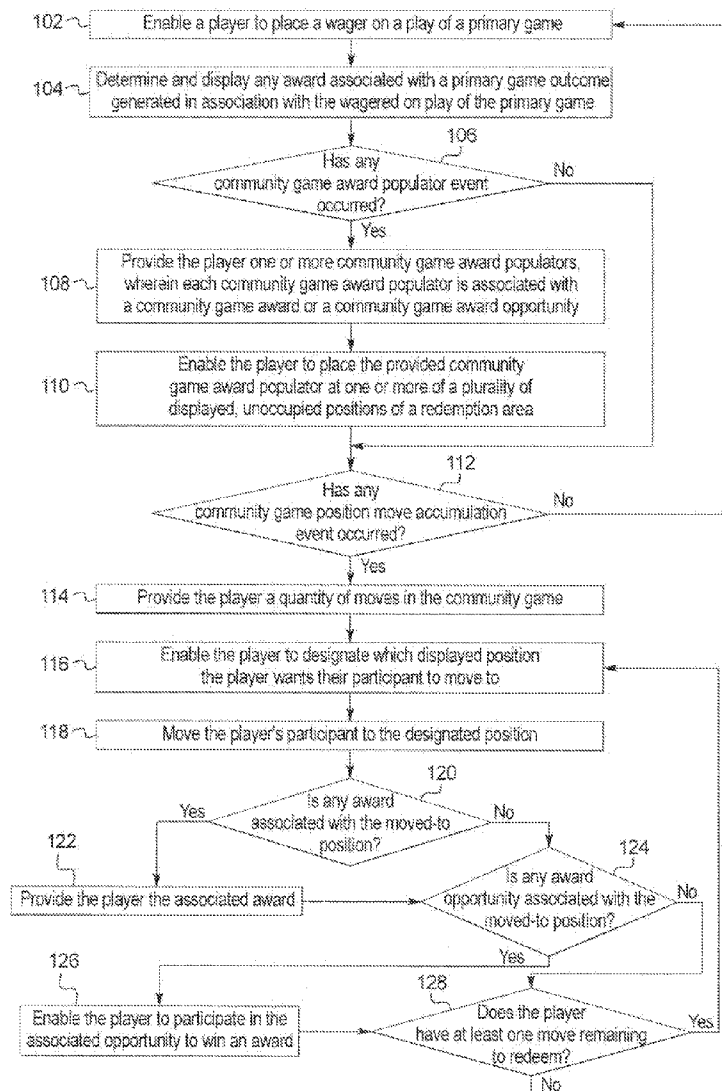 102
Enable a player to place a wager on a play of a primary game
104
Determine and display any award associated with a primary game outcome
generated in association with the wagered on play of the primary game
106
Has any
community game award populator event
occurred?
No
Yes
108
Provide the player one or more community game award populators,
wherein each community game award populator is associated with
a community game award or a community game award opportunity
110
Enable the player to place the provided community
game award populator at one or more of a plurality of
displayed, unoccupied positions of a redemption area
112
Has any
community game position move accumulation
event occurred?
No
Yes
114
Provide the player a quantity of moves in the community game
116
Enable the player to designate which displayed position
the player wants their participant to move to
118
Move the player's participant to the designated position
120
Is any award
associated with the moved-to
position?
Yes
No
122
Provide the player the associated award
124
Is any award
opportunity associated with the
moved-to position?
No
Yes
126
Enable the player to participate in the
associated opportunity to win an award
128
Does the player
have at least one move remaining
to redeem?
Yes
No